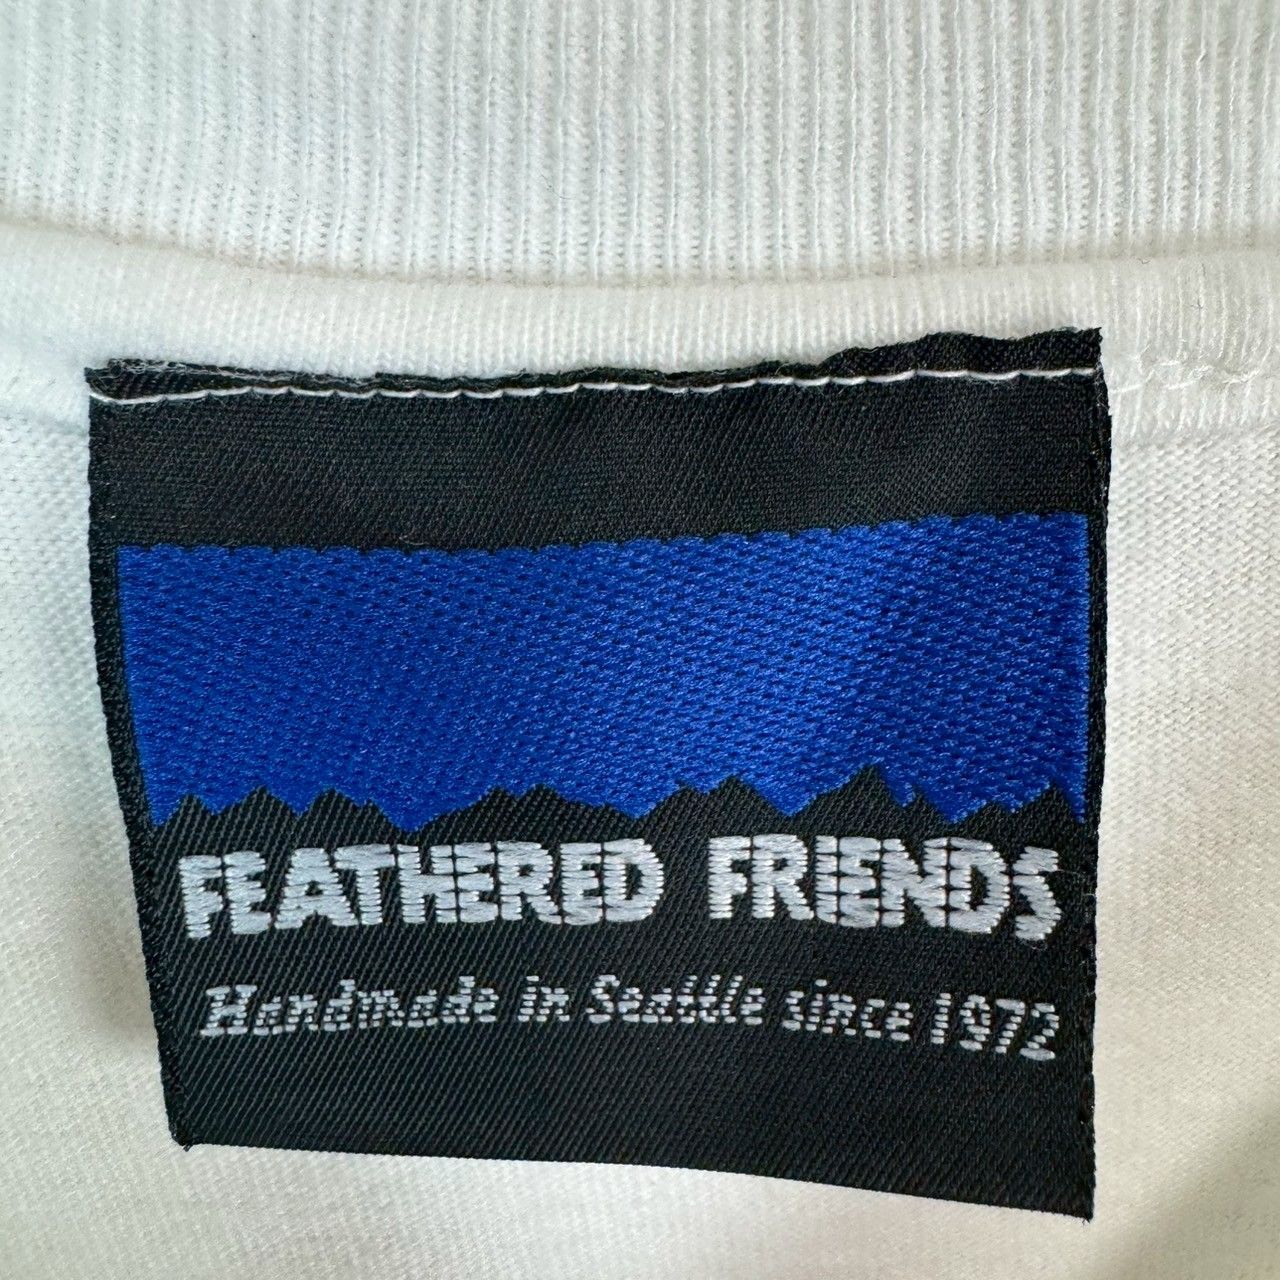 FEATHERED FRIENDS
Handmade in Seattle since 1972